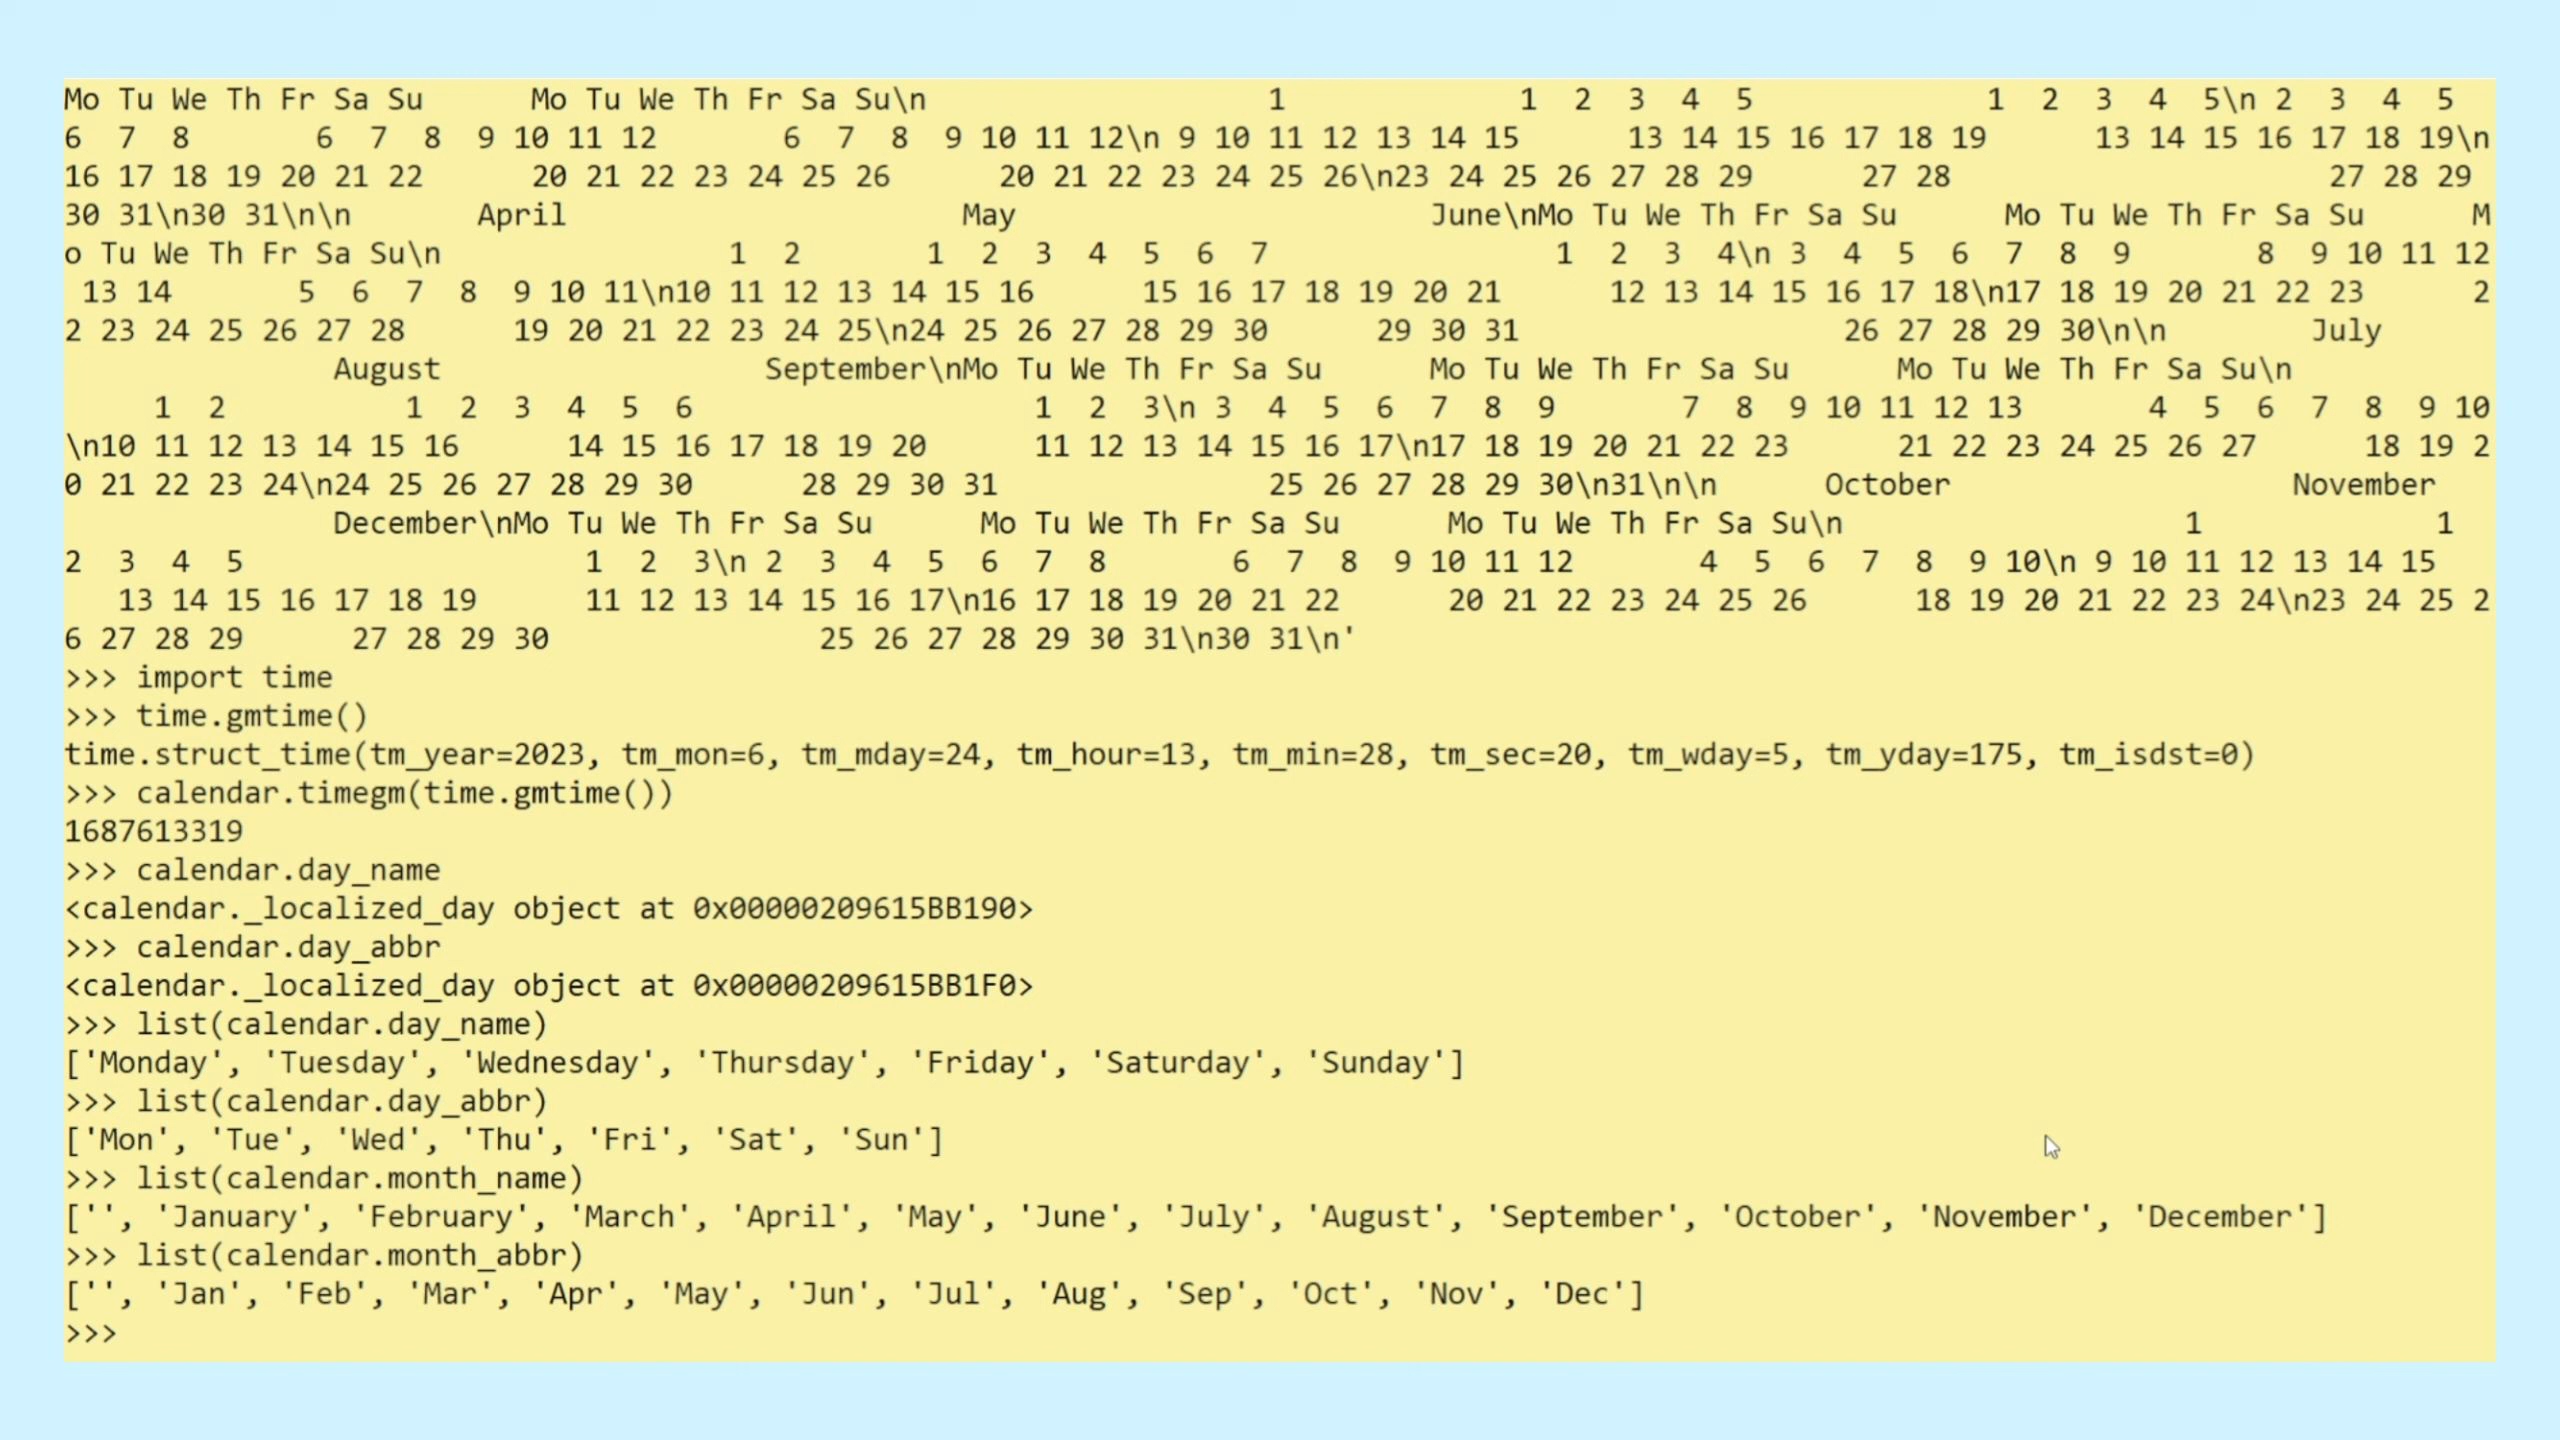 Mo Tu We Th Fr Sa Su      Mo Tu We Th Fr Sa Su\n                   1             1  2  3  4  5             1  2  3  4  5\n 2  3  4  5
6  7  8       6  7  8  9 10 11 12       6  7  8  9 10 11 12\n 9 10 11 12 13 14 15      13 14 15 16 17 18 19      13 14 15 16 17 18 19\n
16 17 18 19 20 21 22      20 21 22 23 24 25 26      20 21 22 23 24 25 26\n23 24 25 26 27 28 29      27 28                     27 28 29
30 31\n30 31\n\n       April                      May                       June\nMo Tu We Th Fr Sa Su      Mo Tu We Th Fr Sa Su      M
o Tu We Th Fr Sa Su\n                1  2       1  2  3  4  5  6  7                1  2  3  4\n 3  4  5  6  7  8  9       8  9 10 11 12
 13 14       5  6  7  8  9 10 11\n10 11 12 13 14 15 16      15 16 17 18 19 20 21      12 13 14 15 16 17 18\n17 18 19 20 21 22 23      2
2 23 24 25 26 27 28      19 20 21 22 23 24 25\n24 25 26 27 28 29 30      29 30 31                  26 27 28 29 30\n\n        July
               August                  September\nMo Tu We Th Fr Sa Su      Mo Tu We Th Fr Sa Su      Mo Tu We Th Fr Sa Su\n
     1  2          1  2  3  4  5  6                   1  2  3\n 3  4  5  6  7  8  9       7  8  9 10 11 12 13       4  5  6  7  8  9 10
\n10 11 12 13 14 15 16      14 15 16 17 18 19 20      11 12 13 14 15 16 17\n17 18 19 20 21 22 23      21 22 23 24 25 26 27      18 19 2
0 21 22 23 24\n24 25 26 27 28 29 30      28 29 30 31               25 26 27 28 29 30\n31\n\n      October                   November
               December\nMo Tu We Th Fr Sa Su      Mo Tu We Th Fr Sa Su      Mo Tu We Th Fr Sa Su\n                   1             1
2  3  4  5                   1  2  3\n 2  3  4  5  6  7  8       6  7  8  9 10 11 12       4  5  6  7  8  9 10\n 9 10 11 12 13 14 15
   13 14 15 16 17 18 19      11 12 13 14 15 16 17\n16 17 18 19 20 21 22      20 21 22 23 24 25 26      18 19 20 21 22 23 24\n23 24 25 2
6 27 28 29      27 28 29 30               25 26 27 28 29 30 31\n30 31\n'
>>> import time
>>> time.gmtime()
time.struct_time(tm_year=2023, tm_mon=6, tm_mday=24, tm_hour=13, tm_min=28, tm_sec=20, tm_wday=5, tm_yday=175, tm_isdst=0)
>>> calendar.timegm(time.gmtime())
1687613319
>>> calendar.day_name
<calendar._localized_day object at 0x00000209615BB190>
>>> calendar.day_abbr
<calendar._localized_day object at 0x00000209615BB1F0>
>>> list(calendar.day_name)
['Monday', 'Tuesday', 'Wednesday', 'Thursday', 'Friday', 'Saturday', 'Sunday']
>>> list(calendar.day_abbr)
['Mon', 'Tue', 'Wed', 'Thu', 'Fri', 'Sat', 'Sun']
>>> list(calendar.month_name)
['', 'January', 'February', 'March', 'April', 'May', 'June', 'July', 'August', 'September', 'October', 'November', 'December']
>>> list(calendar.month_abbr)
['', 'Jan', 'Feb', 'Mar', 'Apr', 'May', 'Jun', 'Jul', 'Aug', 'Sep', 'Oct', 'Nov', 'Dec']
>>>